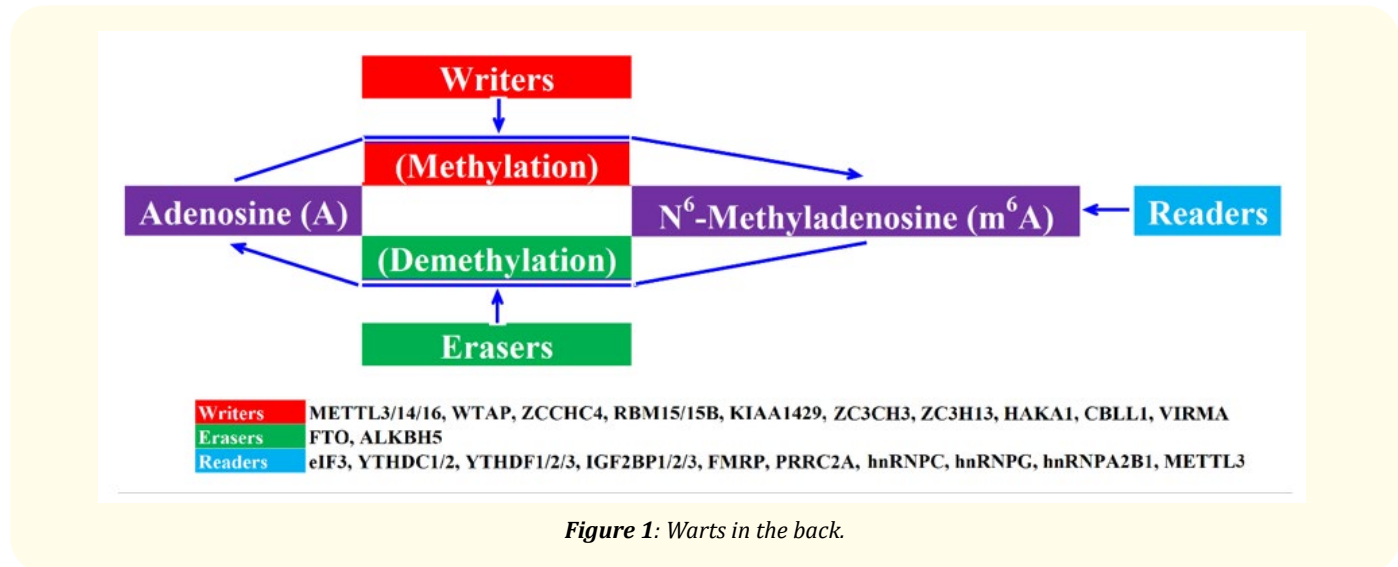 Writers
(Methylation)
Adenosine (A)
N⁶-Methyladenosine (m⁶A)
Readers
(Demethylation)
Erasers
Writers METTL3/14/16, WTAP, ZCCHC4, RBM15/15B, KIAA1429, ZC3CH3, ZC3H13, HAKA1, CBLL1, VIRMA
Erasers FTO, ALKBH5
Readers eIF3, YTHDC1/2, YTHDF1/2/3, IGF2BP1/2/3, FMRP, PRRC2A, hnRNPC, hnRNPG, hnRNPA2B1, METTL3
Figure 1: Warts in the back.